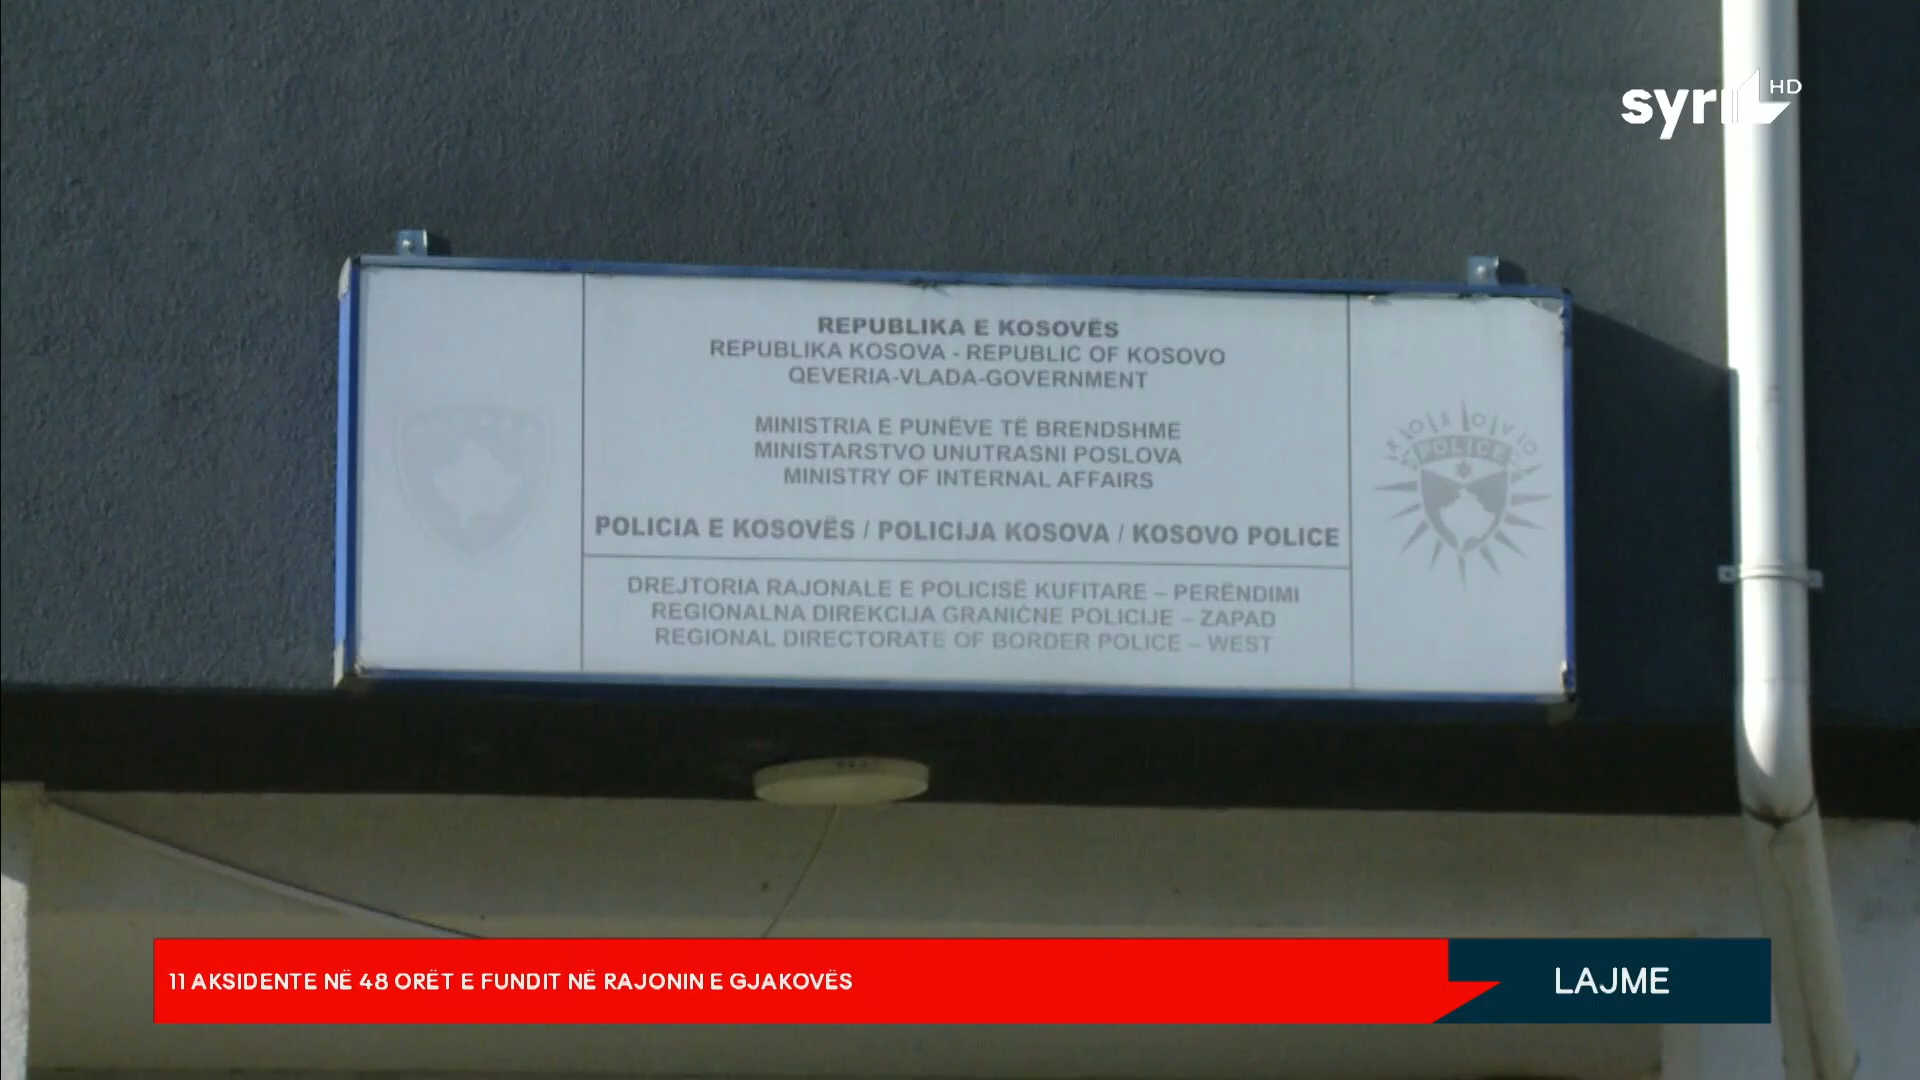 syri HD
REPUBLIKA E KOSOVËS
REPUBLIKA KOSOVA - REPUBLIC OF KOSOVO
QEVERIA-VLADA-GOVERNMENT
MINISTRIA E PUNËVE TË BRENDSHME
MINISTARSTVO UNUTRASNI POSLOVA
MINISTRY OF INTERNAL AFFAIRS
POLICIA E KOSOVËS / POLICIJA KOSOVA / KOSOVO POLICE
KOSOVO
POLICE
DREJTORIA RAJONALE E POLICISË KUFITARE – PERËNDIMI
REGIONALNA DIREKCIJA GRANIČNE POLICIJE – ZAPAD
REGIONAL DIRECTORATE OF BORDER POLICE – WEST
11 AKSIDENTE NË 48 ORËT E FUNDIT NË RAJONIN E GJAKOVËS
LAJME